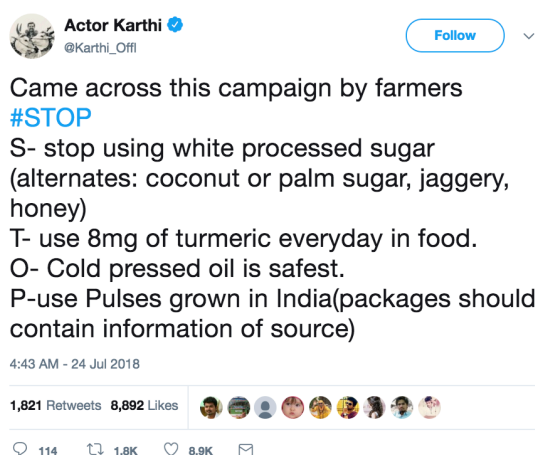 Actor Karthi
@Karthi_Offl
Follow
Came across this campaign by farmers
#STOP
S- stop using white processed sugar
(alternates: coconut or palm sugar, jaggery,
honey)
T- use 8mg of turmeric everyday in food.
O- Cold pressed oil is safest.
P-use Pulses grown in India(packages should
contain information of source)
4:43 AM - 24 Jul 2018
1,821 Retweets 8,892 Likes
114 1.8K 8.9K